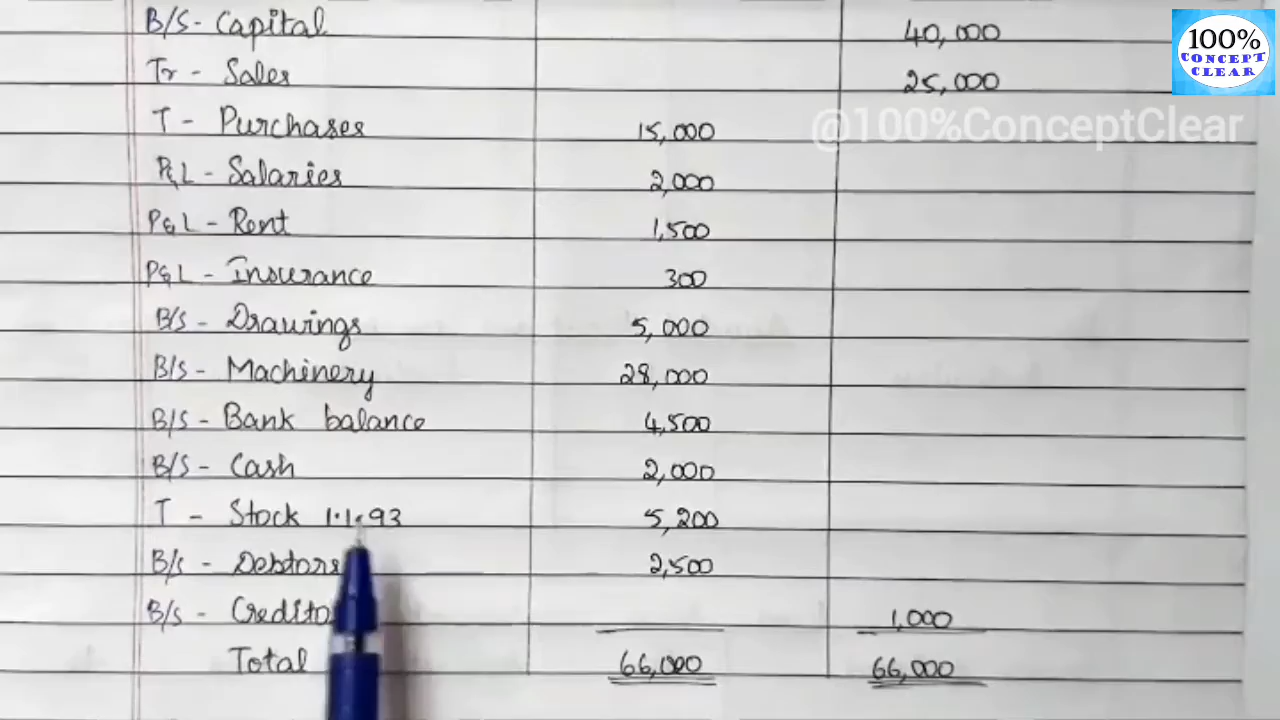 B/S - Capital 40,000
Tr - Sales 25,000
T - Purchases 15,000
P&L - Salaries 2,000
P&L - Rent 1,500
P&L - Insurance 300
B/S - Drawings 5,000
B/S - Machinery 28,000
B/S - Bank balance 4,500
B/S - Cash 2,000
T - Stock 1.1.93 5,200
B/S - Debtors 2,500
B/S - Credito 1,000
Total 66,000 66,000
100%
CONCEPT
CLEAR
@100%ConceptClear